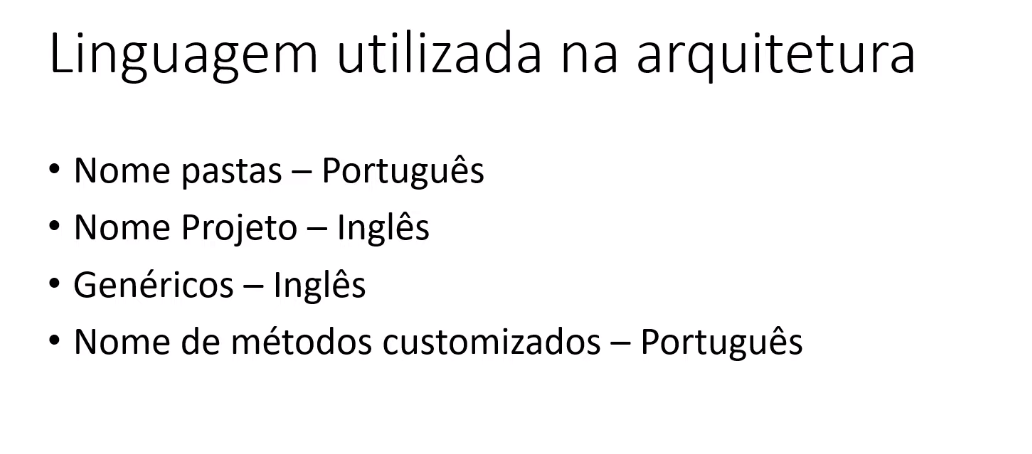 Linguagem utilizada na arquitetura
• Nome pastas – Português
• Nome Projeto – Inglês
• Genéricos – Inglês
• Nome de métodos customizados – Português